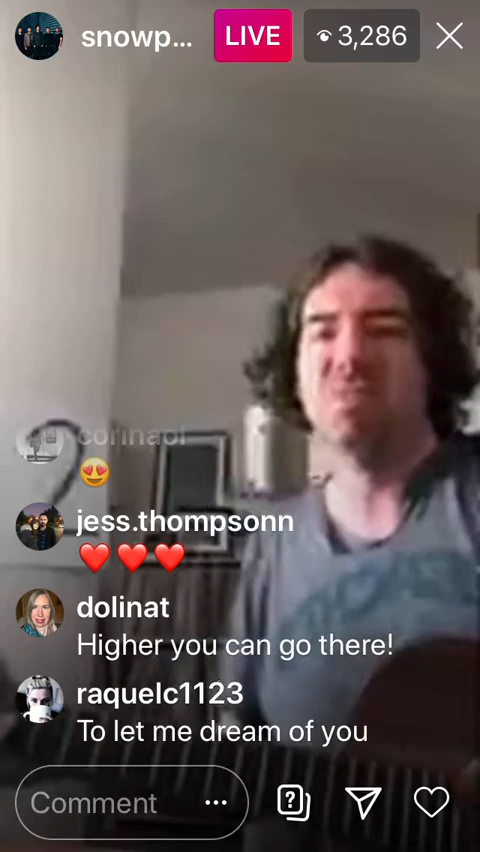 snowp...
LIVE
3,286
corinaol
😍
jess.thompsonn
❤️❤️❤️
dolinat
Higher you can go there!
raquelc1123
To let me dream of you
Comment